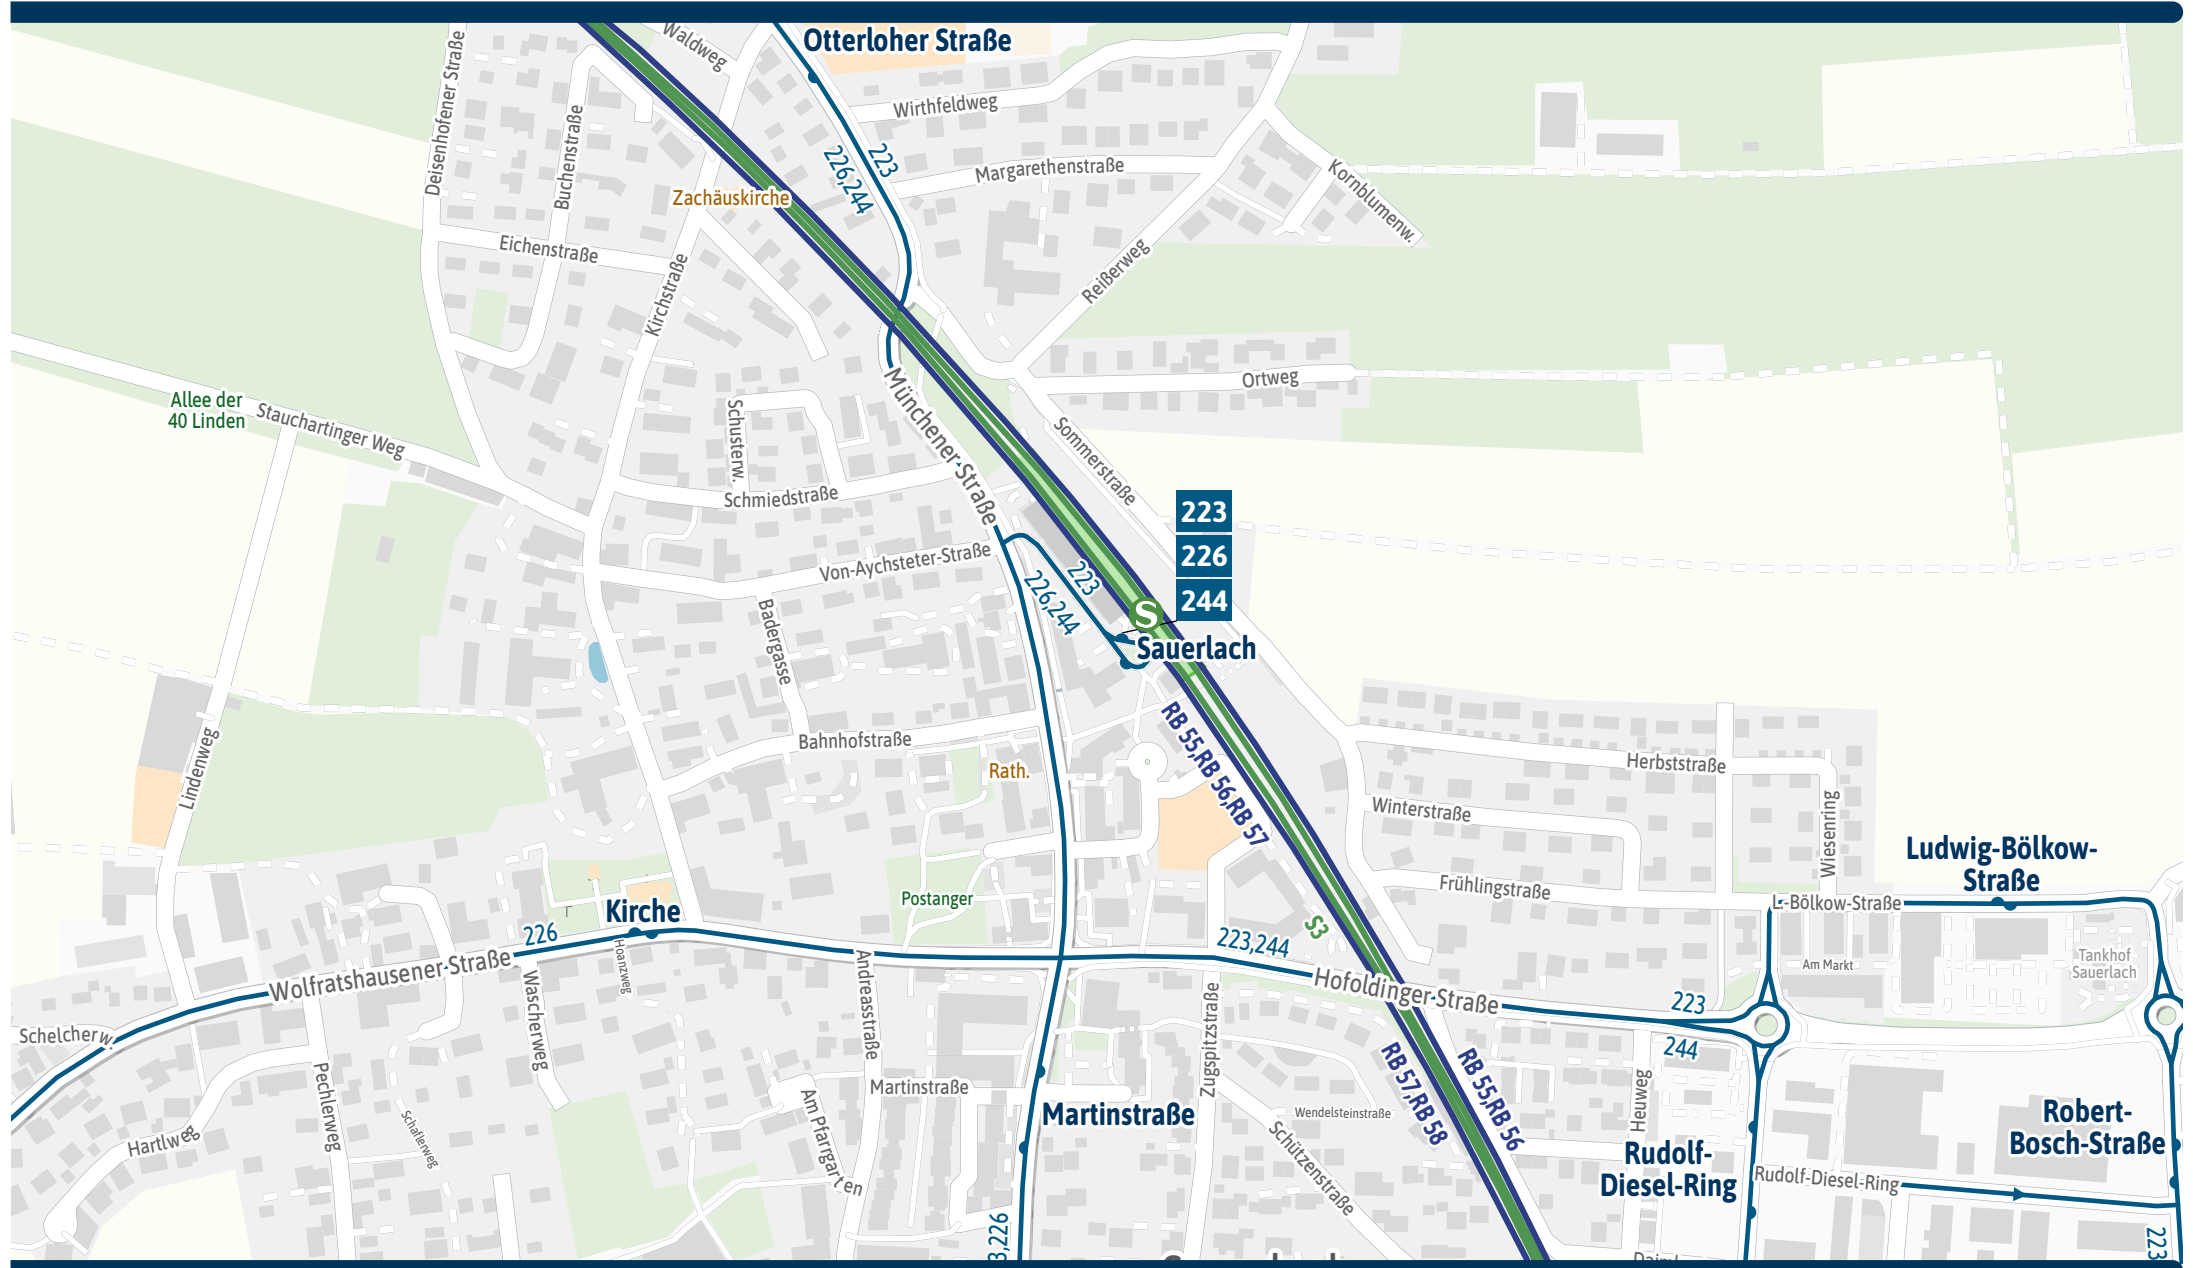 Otterloher Straße
Waldweg
Deisenhofener Straße
Buchenstraße
Wirthfeldweg
223
226,244
Margarethenstraße
Kornblumenw.
Zachäuskirche
Eichenstraße
Kirchstraße
Reißerweg
Ortweg
Allee der
40 Linden
Stauchartinger Weg
Münchener Straße
Schusterw.
Schmiedstraße
Sommerstraße
223
226
244
Von-Aychsteter-Straße
223
226,244
S
Sauerlach
Badergasse
Lindenweg
Bahnhofstraße
Rath.
RB 55,RB 56,RB 57
Herbststraße
Winterstraße
Wiesenring
Ludwig-Bölkow-
Straße
Frühlingstraße
L.-Bölkow-Straße
Postanger
Kirche
226
S3
223,244
Hoanzweg
Wolfratshausener Straße
Wascherweg
Andreasstraße
Hofoldinger Straße
Am Markt
Tankhof
Sauerlach
223
244
Schelcherw.
Zugspitzstraße
Pechlerweg
Martinstraße
Martinstraße
Am Pfarrgarten
Schaflerweg
Hartlweg
Wendelsteinstraße
Schützenstraße
RB 57,RB 58
RB 55,RB 56
Heuweg
Rudolf-
Diesel-Ring
Rudolf-Diesel-Ring
Robert-
Bosch-Straße
3,226
223